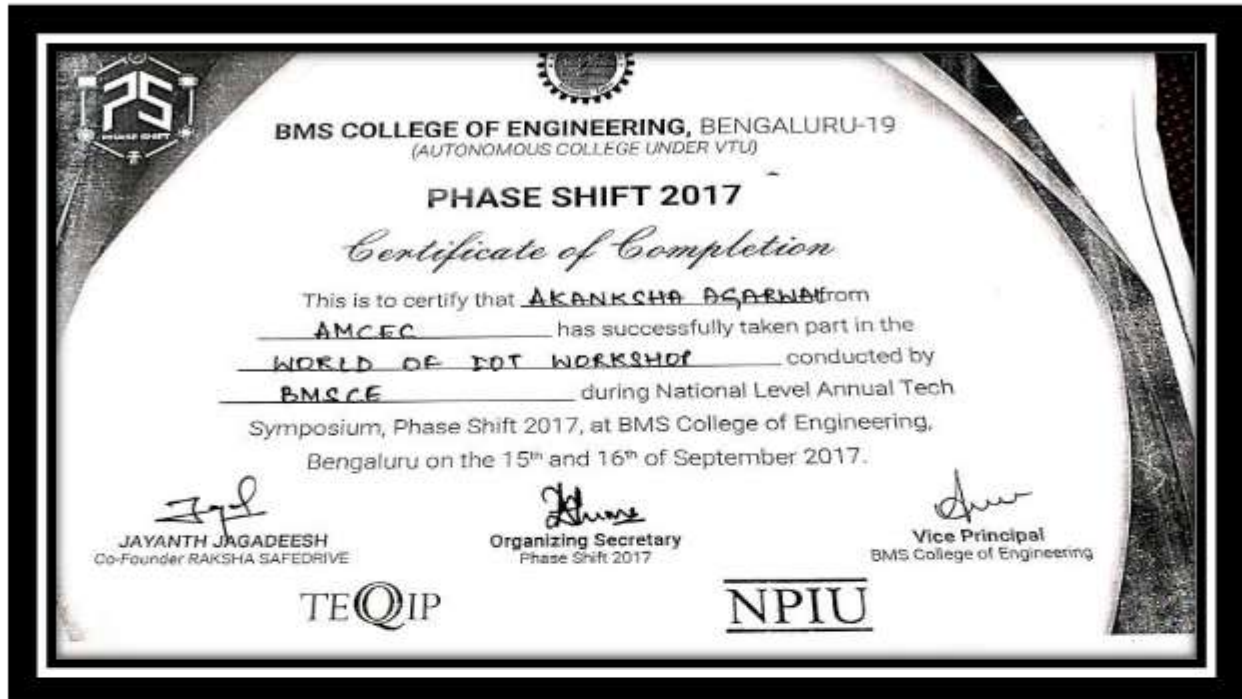 PS
PHASE SHIFT
BMS COLLEGE OF ENGINEERING, BENGALURU-19
(AUTONOMOUS COLLEGE UNDER VTU)
PHASE SHIFT 2017
Certificate of Completion
This is to certify that AKANKSHA AGARWAL from
AMCEC has successfully taken part in the
WORLD OF IOT WORKSHOP conducted by
BMSCE during National Level Annual Tech
Symposium, Phase Shift 2017, at BMS College of Engineering,
Bengaluru on the 15th and 16th of September 2017.
JAYANTH JAGADEESH Organizing Secretary Vice Principal
Co-Founder RAKSHA SAFEDRIVE Phase Shift 2017 BMS College of Engineering
TEQIP NPIU